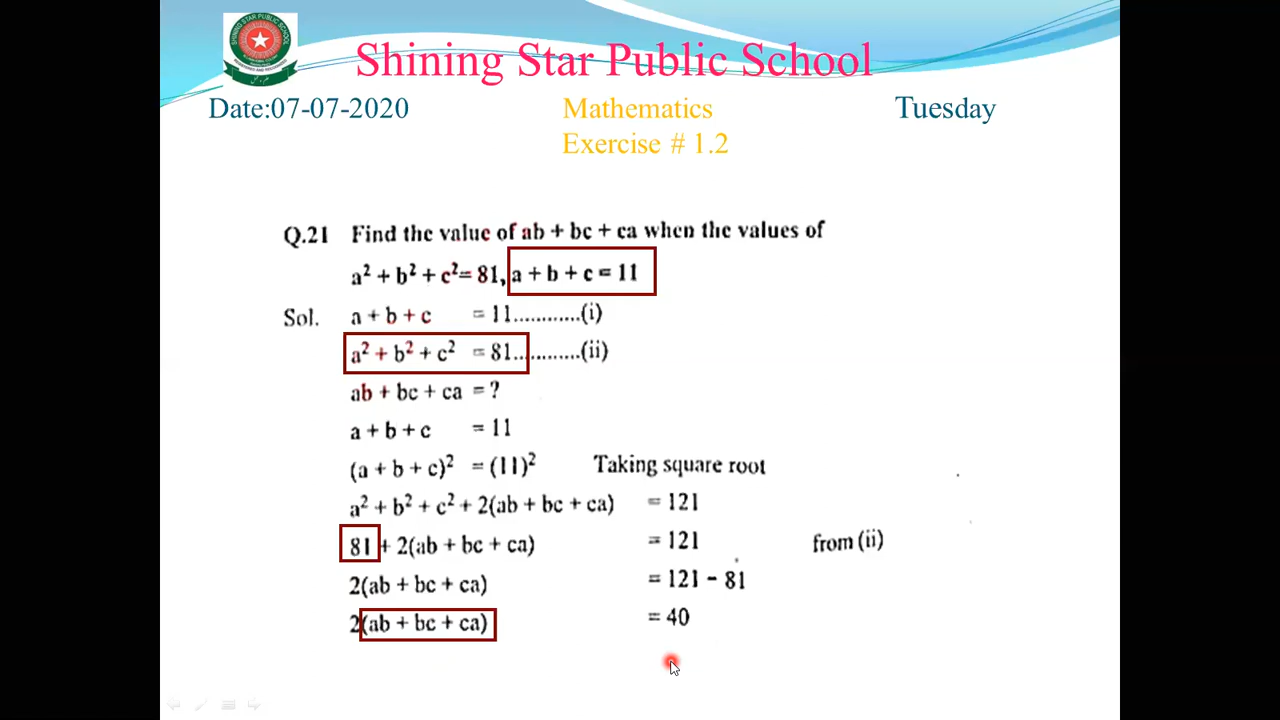 Shining Star Public School
Date:07-07-2020 Mathematics Tuesday
Exercise # 1.2
Q.21 Find the value of ab + bc + ca when the values of
a² + b² + c²= 81, a + b + c = 11
Sol. a + b + c = 11............(i)
a² + b² + c² = 81............(ii)
ab + bc + ca = ?
a + b + c = 11
(a + b + c)² = (11)² Taking square root
a² + b² + c² + 2(ab + bc + ca) = 121
81 + 2(ab + bc + ca) = 121 from (ii)
2(ab + bc + ca) = 121 - 81
2(ab + bc + ca) = 40